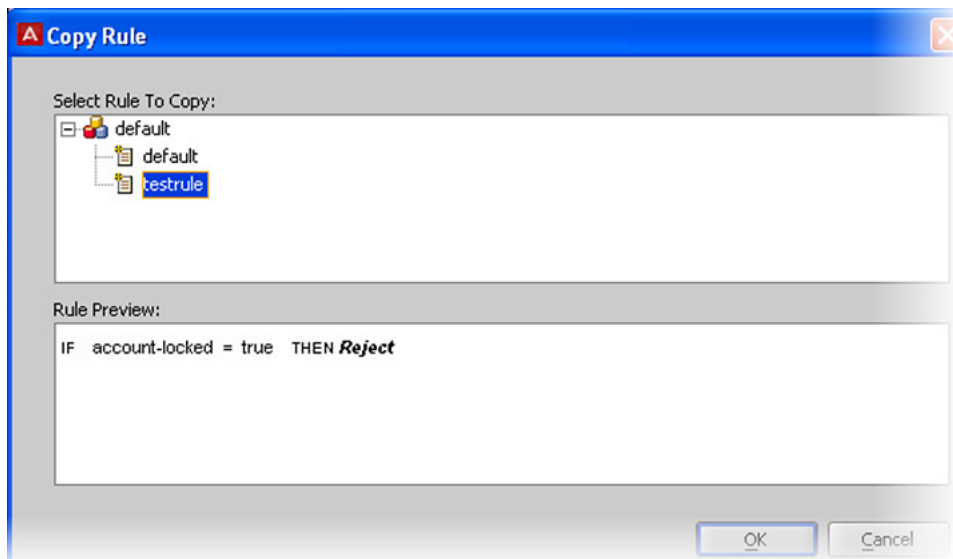 Copy Rule
Select Rule To Copy:
default
default
testrule
Rule Preview:
IF account-locked = true THEN Reject
OK Cancel